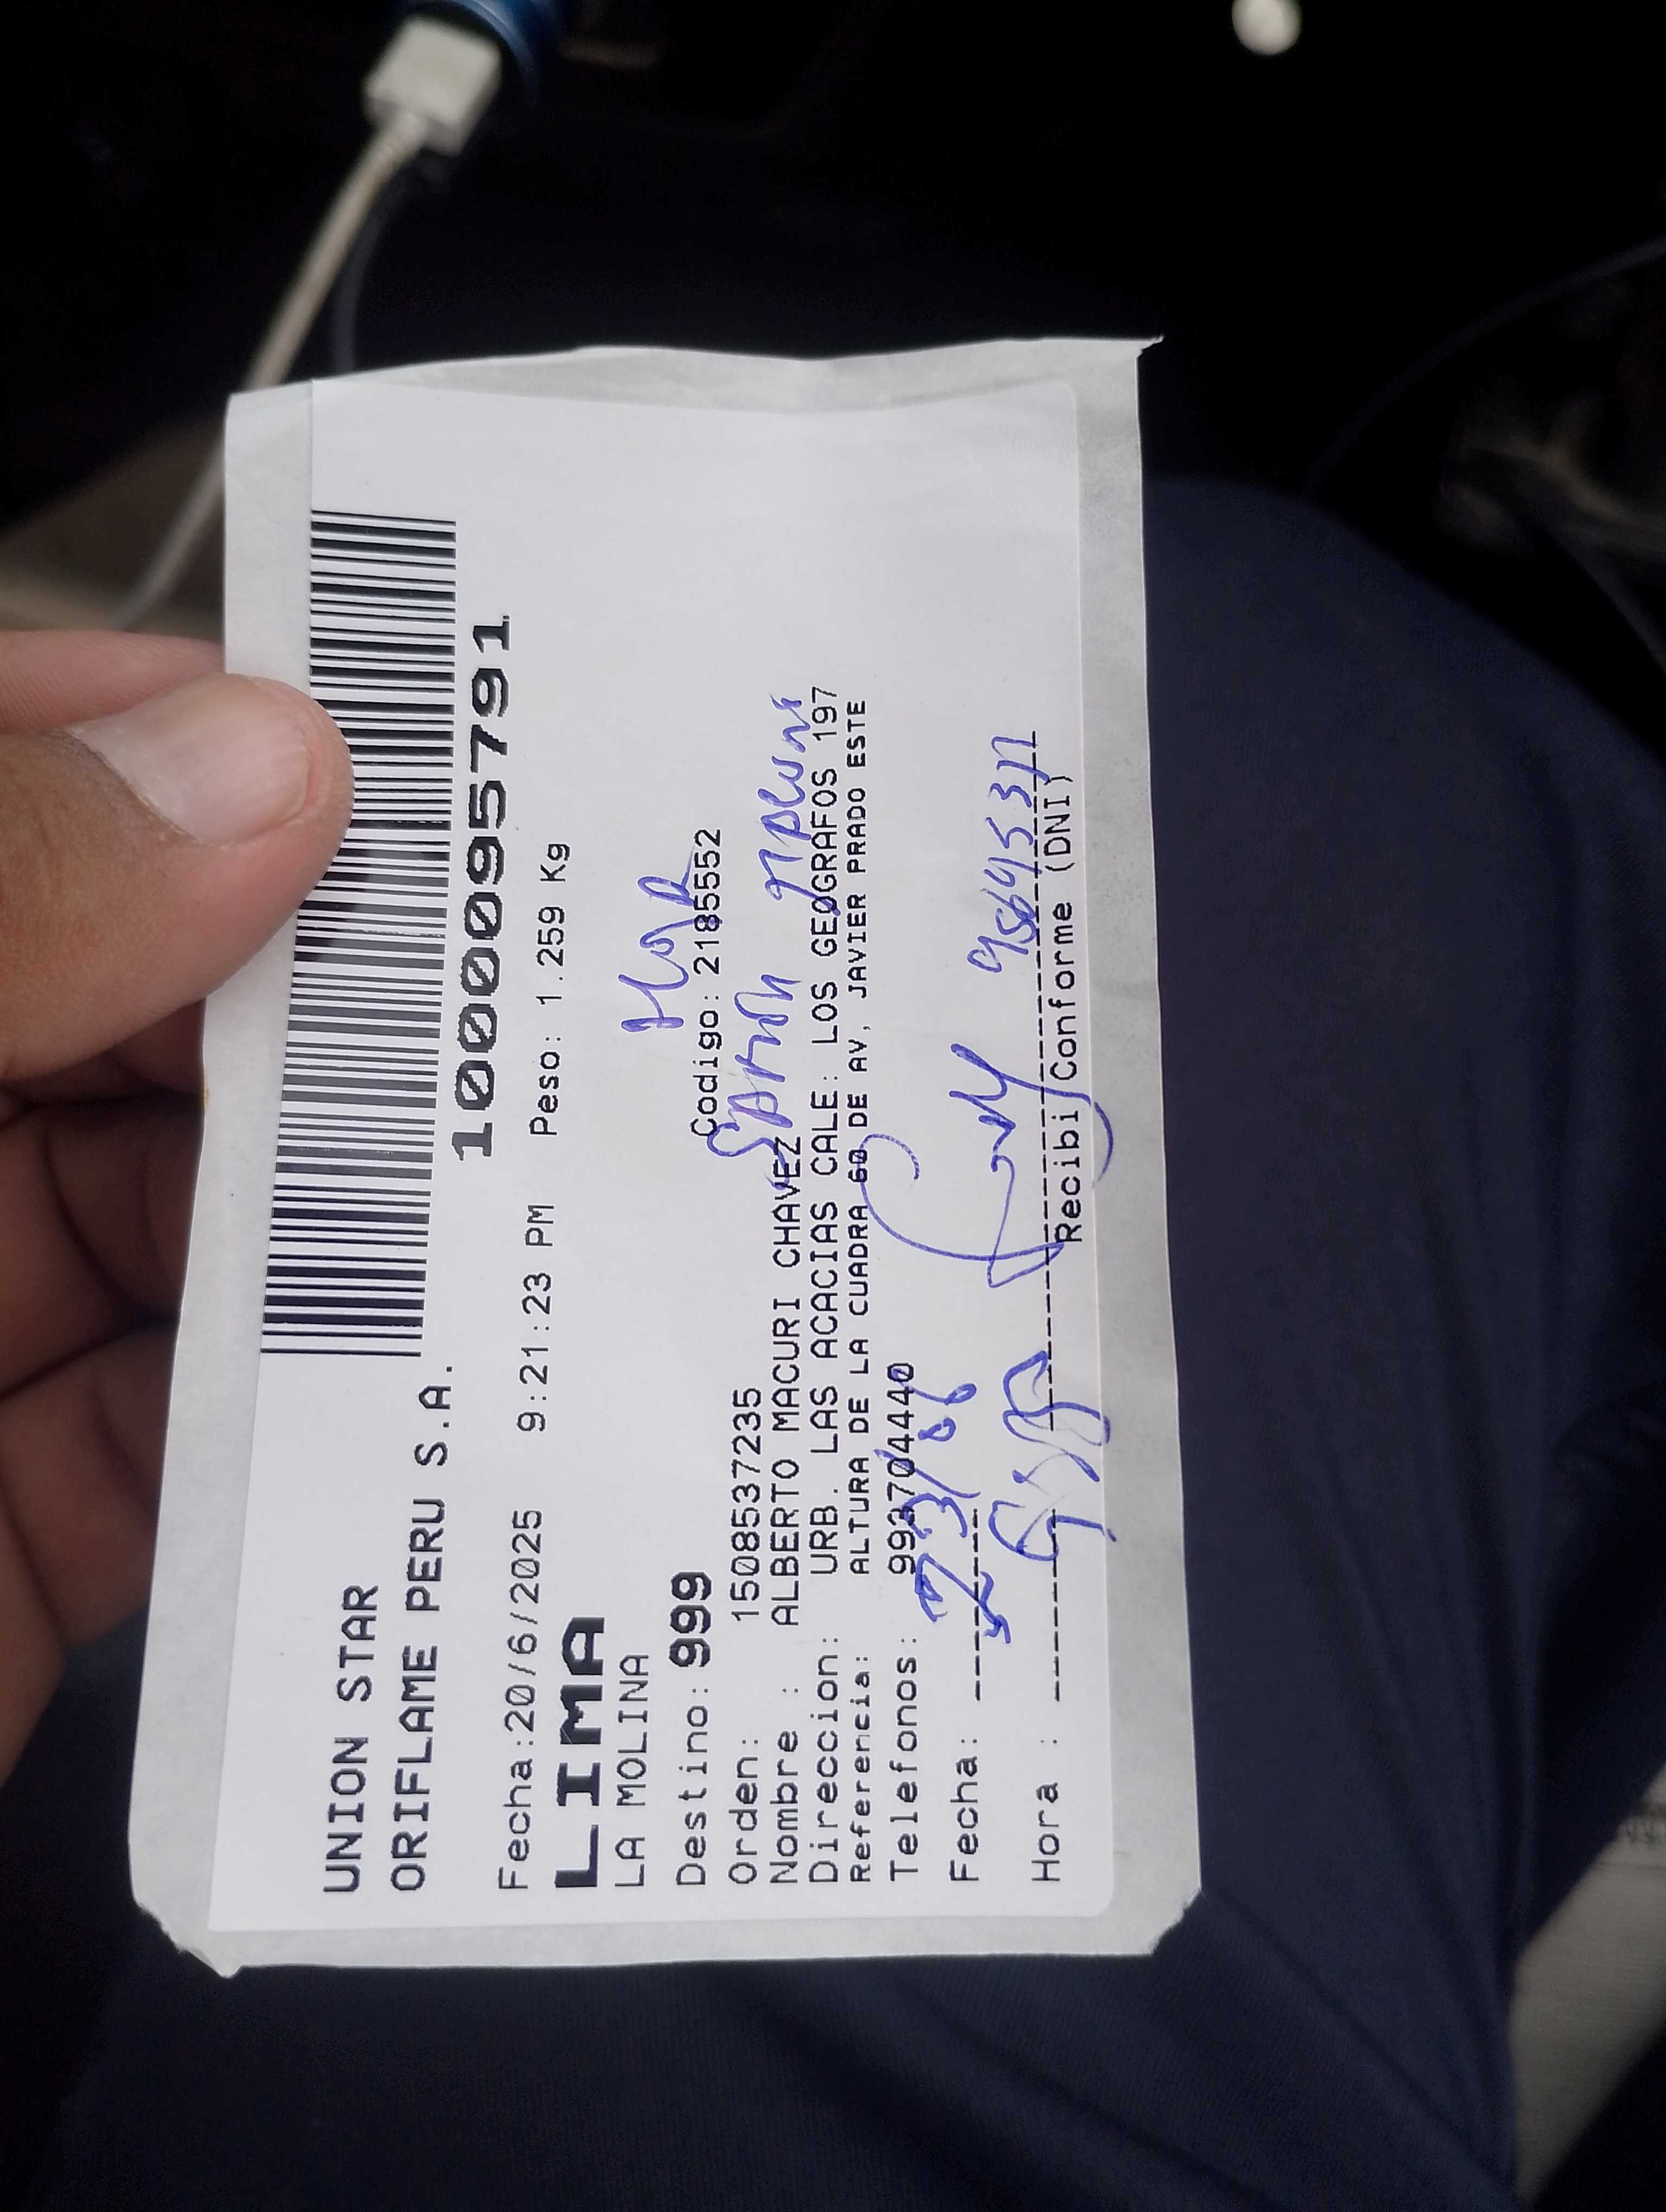 UNION STAR
ORIFLAME PERU S.A.
1000095791
Fecha:20/6/2025 9:21:23 PM Peso: 1.259 Kg
LIMA
LA MOLINA
Destino: 999 Codigo: 2185552
Orden: 1508537235
Nombre : ALBERTO MACURI CHAVEZ
Direccion: URB. LAS ACACIAS CALE: LOS GEOGRAFOS 197
Referencia: ALTURA DE LA CUADRA 60 DE AV. JAVIER PRADO ESTE
Telefonos: 993704440
Fecha: 23/06
Hora :
Recibi Conforme (DNI)